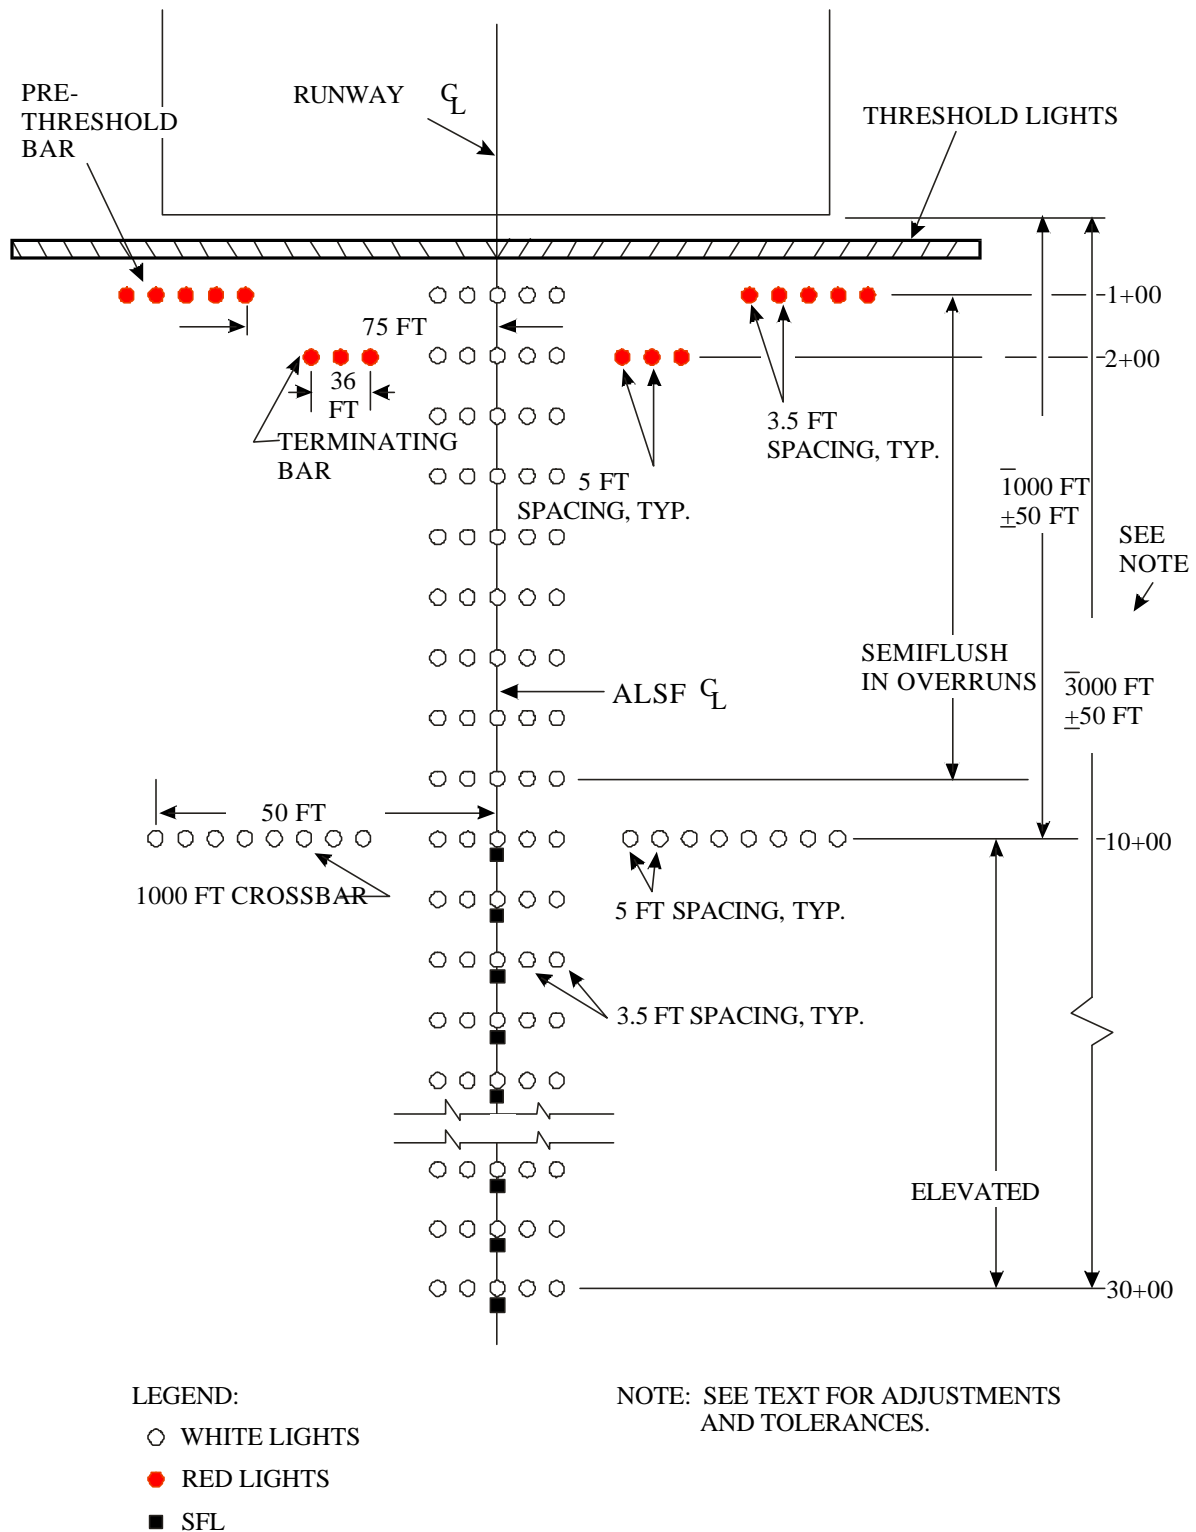 PRE-
THRESHOLD
BAR
RUNWAY ℄
THRESHOLD LIGHTS
1+00
75 FT
2+00
36
FT
3.5 FT
SPACING, TYP.
TERMINATING
BAR
5 FT
SPACING, TYP.
1000 FT
±50 FT
SEE
NOTE
SEMIFLUSH
IN OVERRUNS
3000 FT
±50 FT
ALSF ℄
50 FT
10+00
1000 FT CROSSBAR
5 FT SPACING, TYP.
3.5 FT SPACING, TYP.
ELEVATED
30+00
LEGEND:
WHITE LIGHTS
RED LIGHTS
SFL
NOTE: SEE TEXT FOR ADJUSTMENTS
AND TOLERANCES.